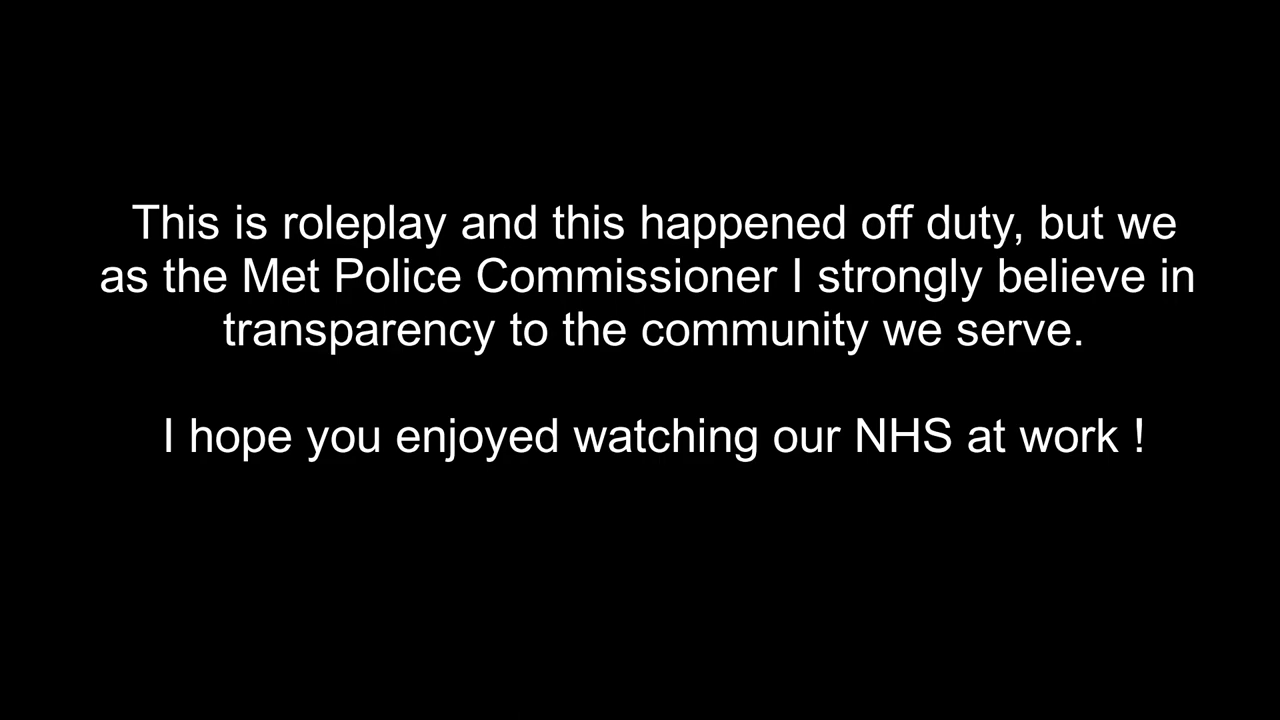 This is roleplay and this happened off duty, but we
as the Met Police Commissioner I strongly believe in
transparency to the community we serve.
I hope you enjoyed watching our NHS at work !